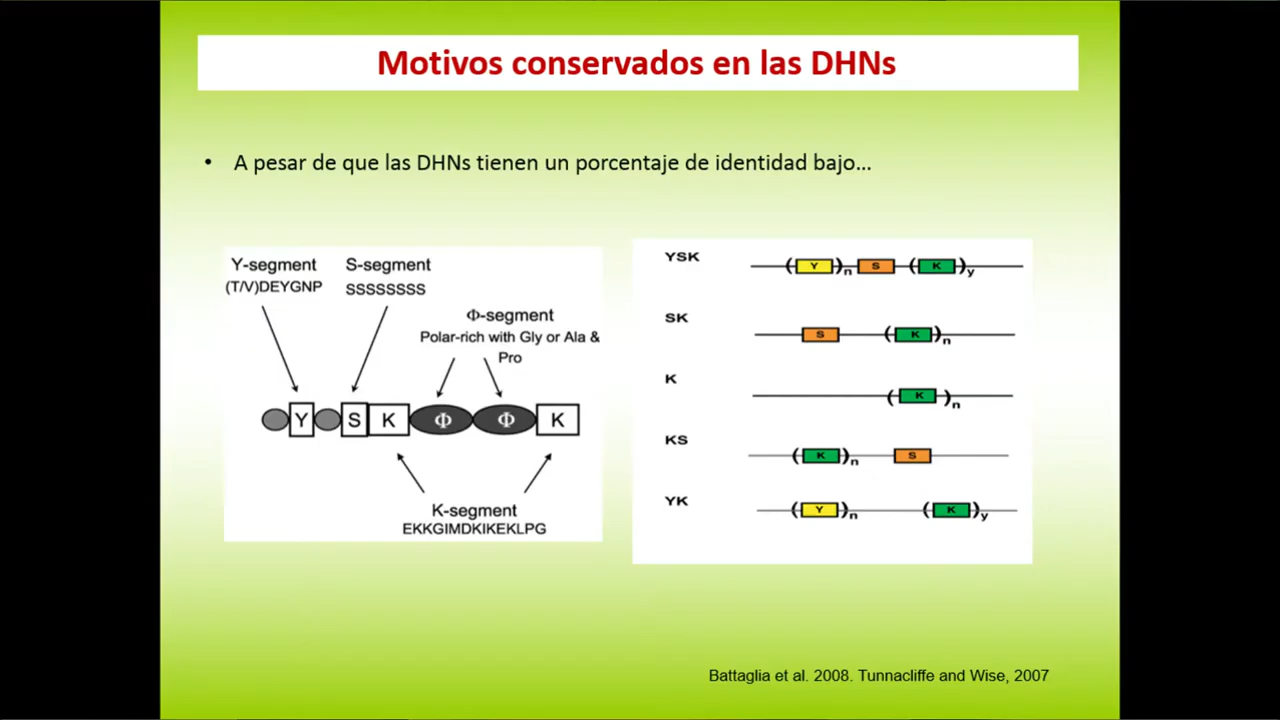 Motivos conservados en las DHNs
• A pesar de que las DHNs tienen un porcentaje de identidad bajo...
Y-segment
(T/V)DEYGNP
S-segment
SSSSSSSS
Φ-segment
Polar-rich with Gly or Ala &
Pro
Y S K Φ Φ K
K-segment
EKKGIMDKIKEKLPG
YSK
(Y)n S (K)y
SK
S (K)n
K
(K)n
KS
(K)n S
YK
(Y)n (K)y
Battaglia et al. 2008. Tunnacliffe and Wise, 2007